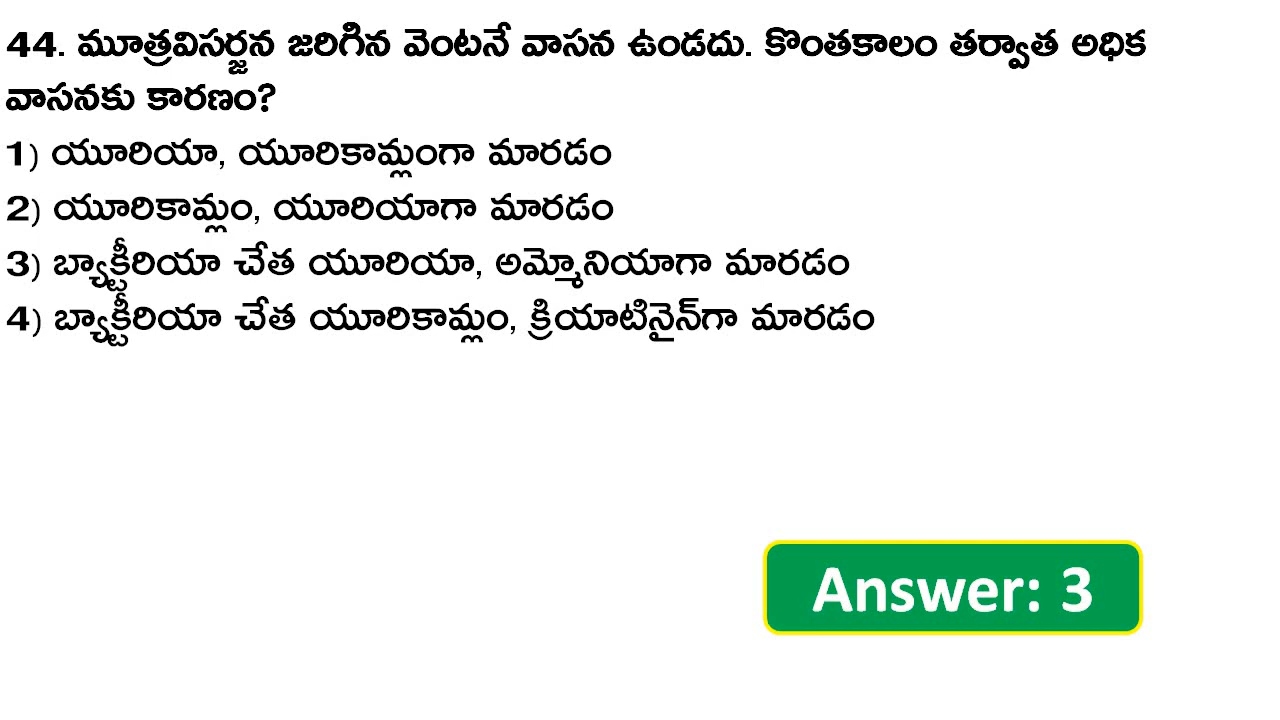 44. మూత్రవిసర్జన జరిగిన వెంటనే వాసన ఉండదు. కొంతకాలం తర్వాత అధిక
వాసనకు కారణం?
1) యూరియా, యూరికామ్లంగా మారడం
2) యూరికామ్లం, యూరియాగా మారడం
3) బ్యాక్టీరియా చేత యూరియా, అమ్మోనియాగా మారడం
4) బ్యాక్టీరియా చేత యూరికామ్లం, క్రియాటినైన్‌గా మారడం
Answer: 3